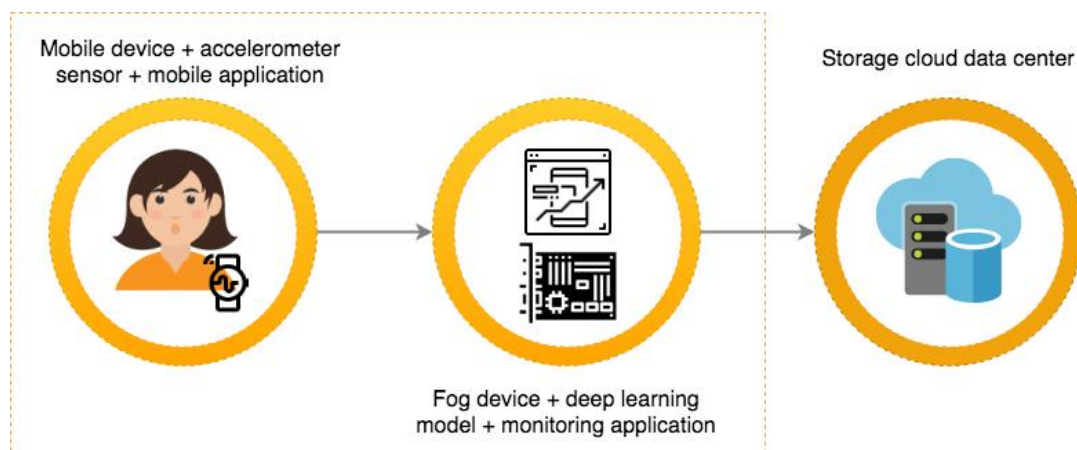 Mobile device + accelerometer
sensor + mobile application
Storage cloud data center
Fog device + deep learning
model + monitoring application